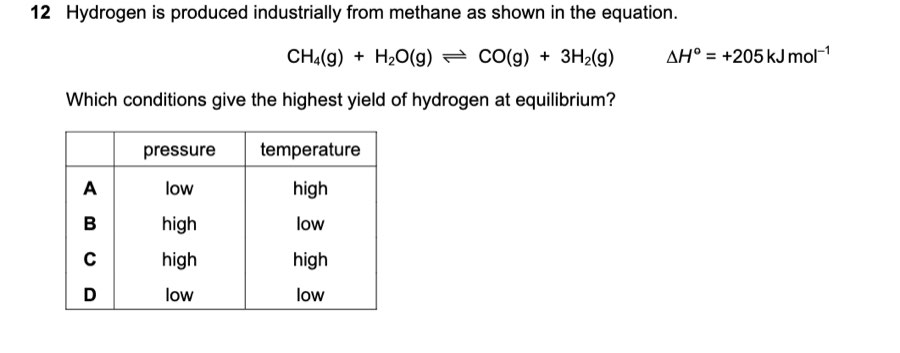 12 Hydrogen is produced industrially from methane as shown in the equation.
CH₄(g) + H₂O(g) ⇌ CO(g) + 3H₂(g) ΔH° = +205 kJ mol⁻¹
Which conditions give the highest yield of hydrogen at equilibrium?
pressure temperature
A low high
B high low
C high high
D low low